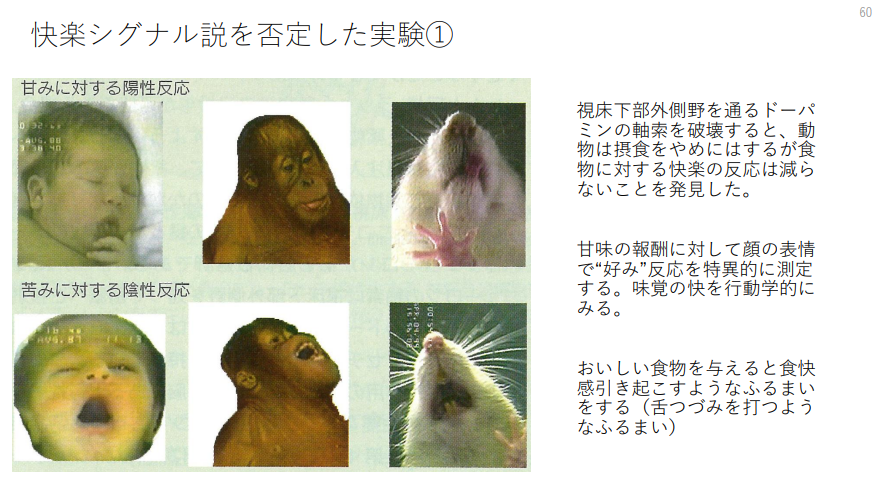 60
快楽シグナル説を否定した実験①
甘みに対する陽性反応
苦みに対する陰性反応
視床下部外側野を通るドーパ
ミンの軸索を破壊すると、動
物は摂食をやめにはするが食
物に対する快楽の反応は減ら
ないことを発見した。
甘味の報酬に対して顔の表情
で“好み”反応を特異的に測定
する。味覚の快を行動学的に
みる。
おいしい食物を与えると食快
感引き起こすようなふるまい
をする（舌つづみを打つよう
なふるまい）